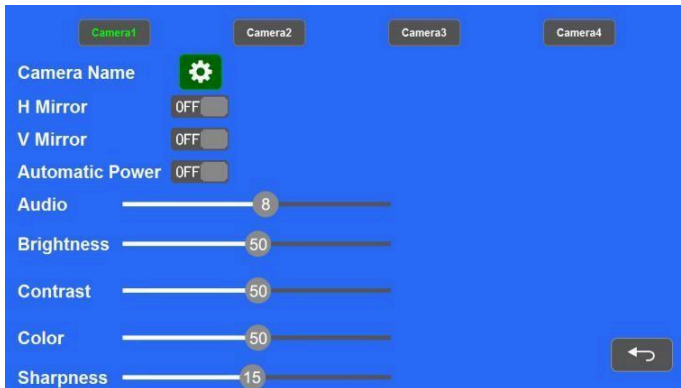 Camera1 Camera2 Camera3 Camera4
Camera Name
H Mirror OFF
V Mirror OFF
Automatic Power OFF
Audio 8
Brightness 50
Contrast 50
Color 50
Sharpness 15